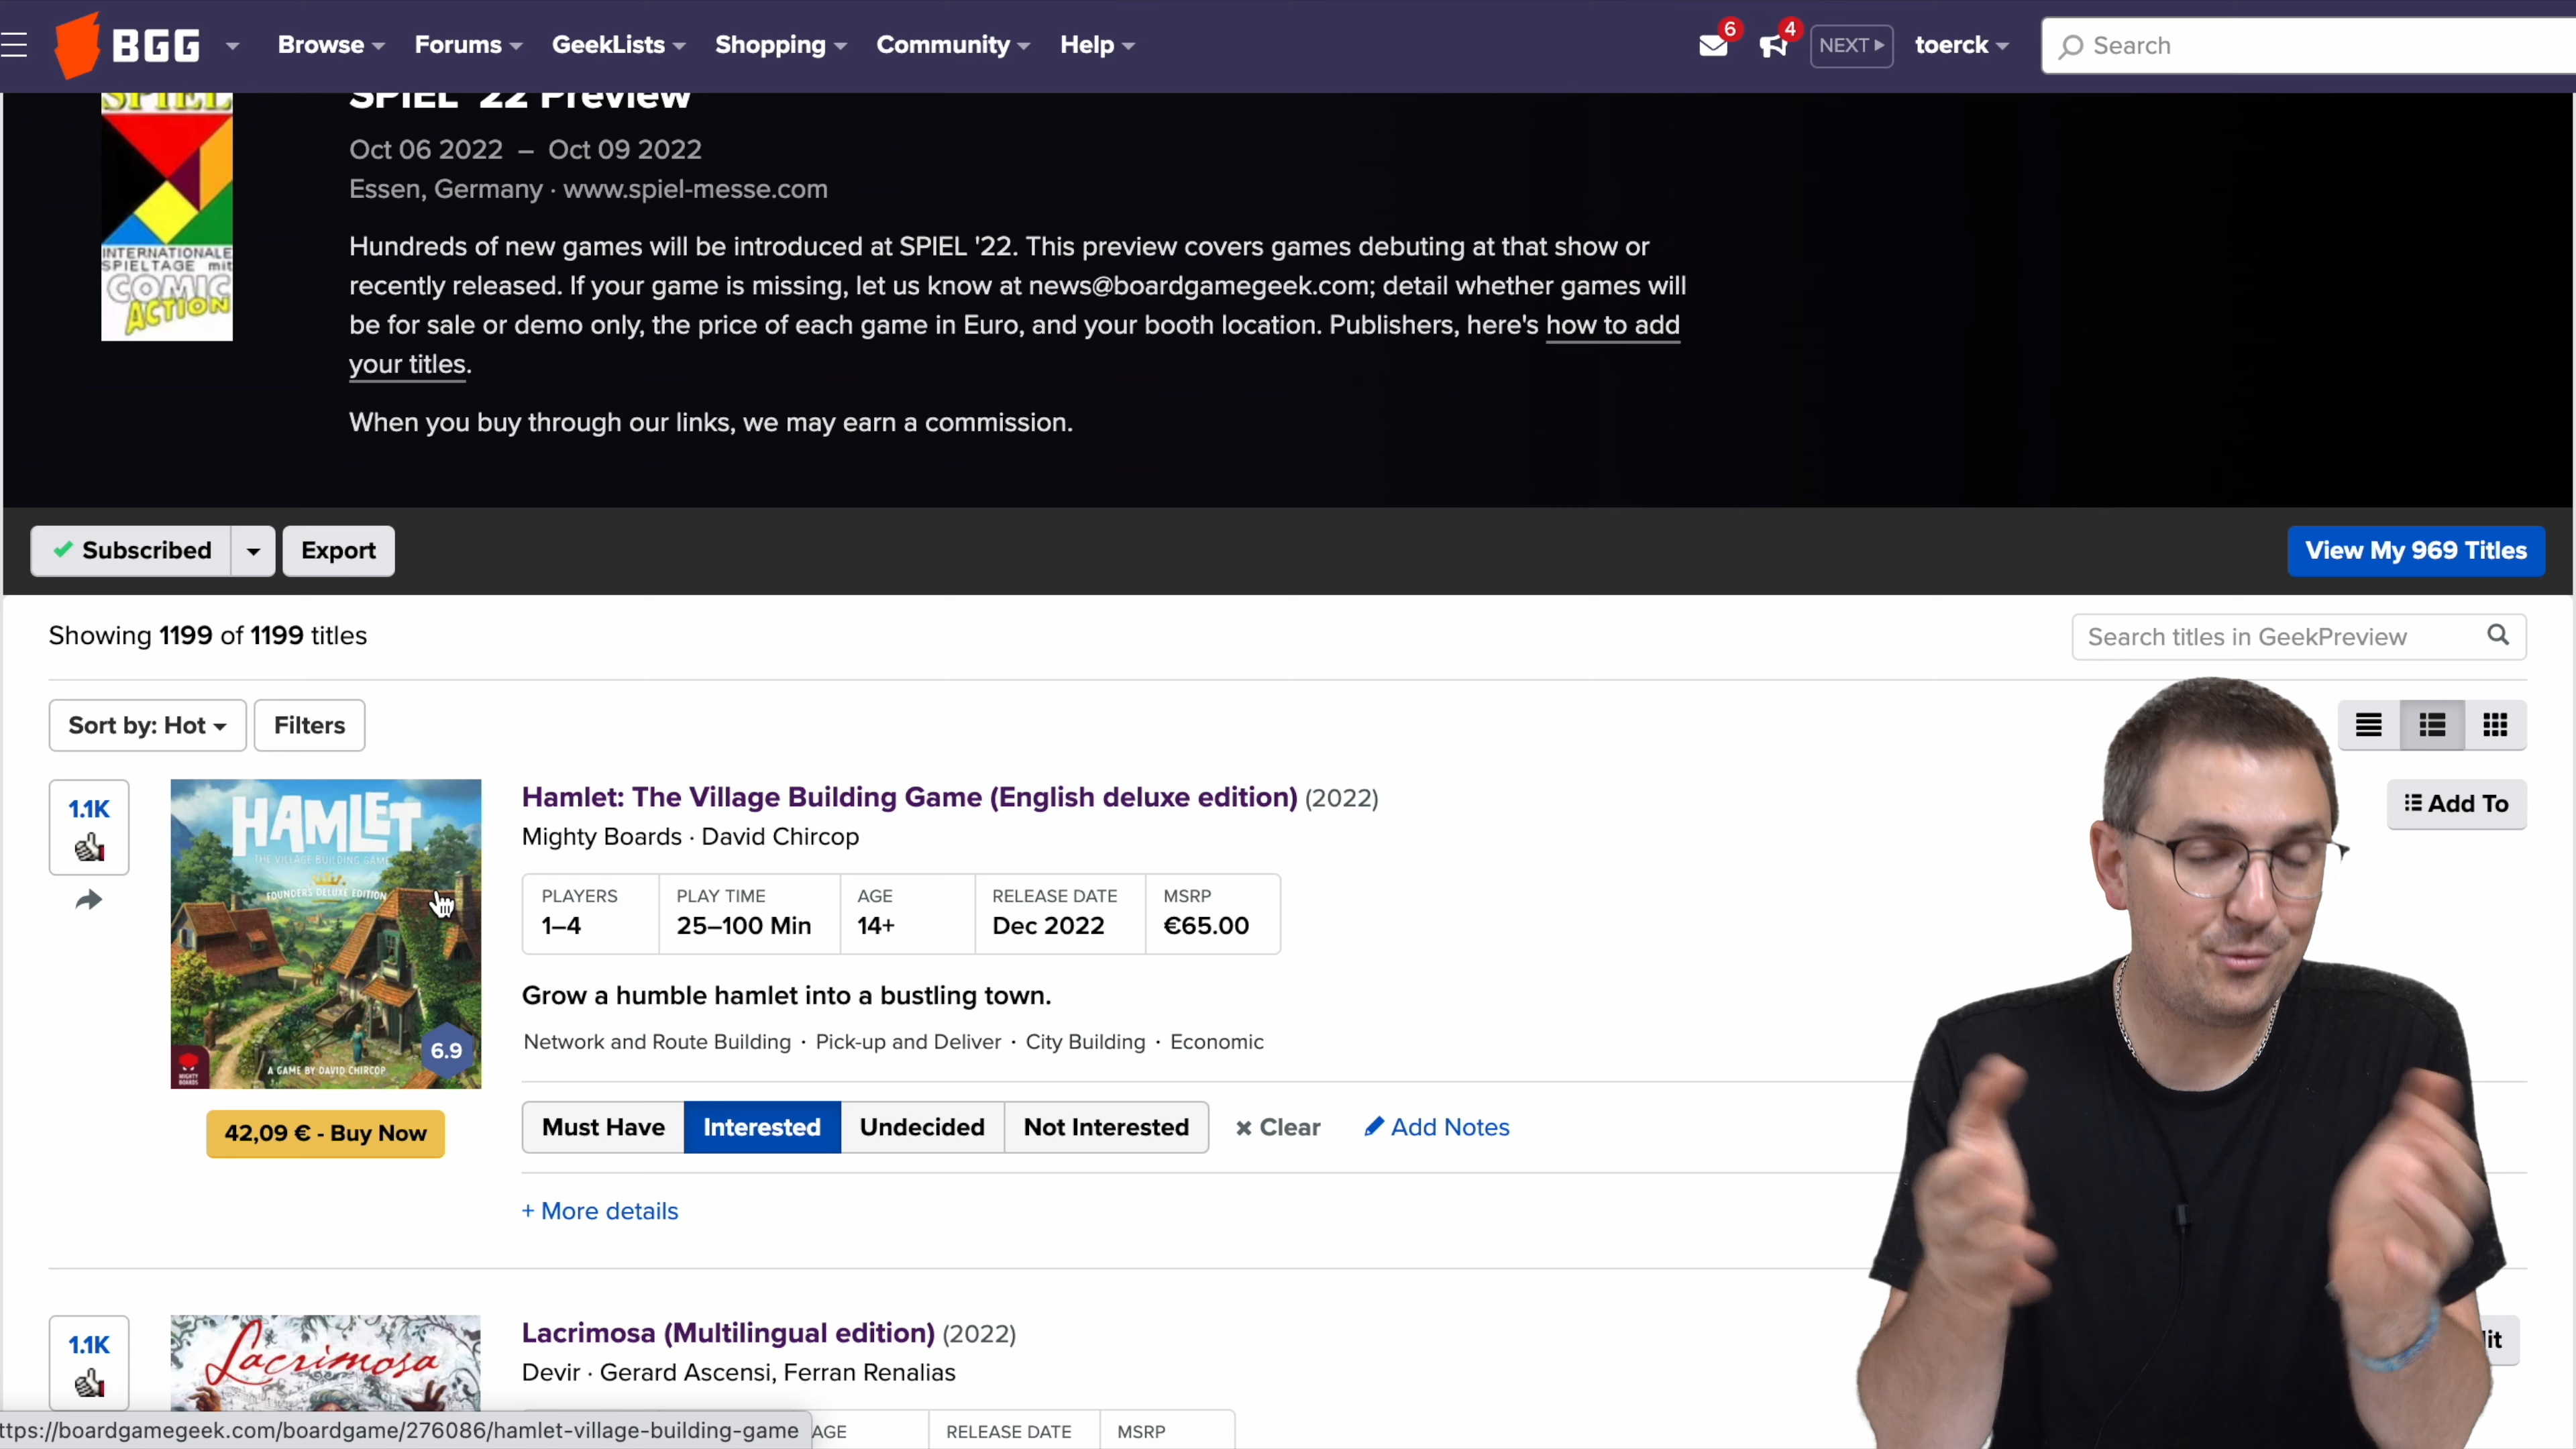 BGG Browse Forums GeekLists Shopping Community Help 6 4 NEXT toerck Search
SPIEL
SPIEL '22 Preview
Oct 06 2022 – Oct 09 2022
Essen, Germany · www.spiel-messe.com
INTERNATIONALE
SPIELTAGE mit
COMIC
ACTION
Hundreds of new games will be introduced at SPIEL '22. This preview covers games debuting at that show or
recently released. If your game is missing, let us know at news@boardgamegeek.com; detail whether games will
be for sale or demo only, the price of each game in Euro, and your booth location. Publishers, here's how to add
your titles.
When you buy through our links, we may earn a commission.
Subscribed Export View My 969 Titles
Showing 1199 of 1199 titles
Search titles in GeekPreview
Sort by: Hot Filters
1.1K
HAMLET
THE VILLAGE BUILDING GAME
FOUNDER'S DELUXE EDITION
6.9
MIGHTY
BOARDS
A GAME BY DAVID CHIRCOP
42,09 € - Buy Now
Hamlet: The Village Building Game (English deluxe edition) (2022)
Add To
Mighty Boards · David Chircop
PLAYERS PLAY TIME AGE RELEASE DATE MSRP
1–4 25–100 Min 14+ Dec 2022 €65.00
Grow a humble hamlet into a bustling town.
Network and Route Building · Pick-up and Deliver · City Building · Economic
Must Have Interested Undecided Not Interested Clear Add Notes
+ More details
1.1K
Lacrimosa
Lacrimosa (Multilingual edition) (2022)
it
Devir · Gerard Ascensi, Ferran Renalias
ttps://boardgamegeek.com/boardgame/276086/hamlet-village-building-game AGE RELEASE DATE MSRP